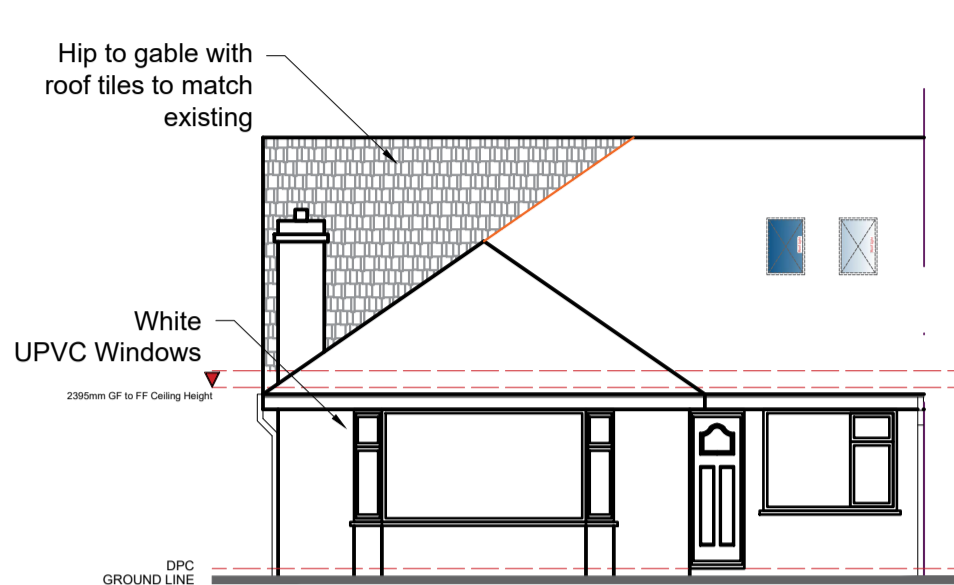 Hip to gable with
roof tiles to match
existing
White
UPVC Windows
2395mm GF to FF Ceiling Height
DPC
GROUND LINE